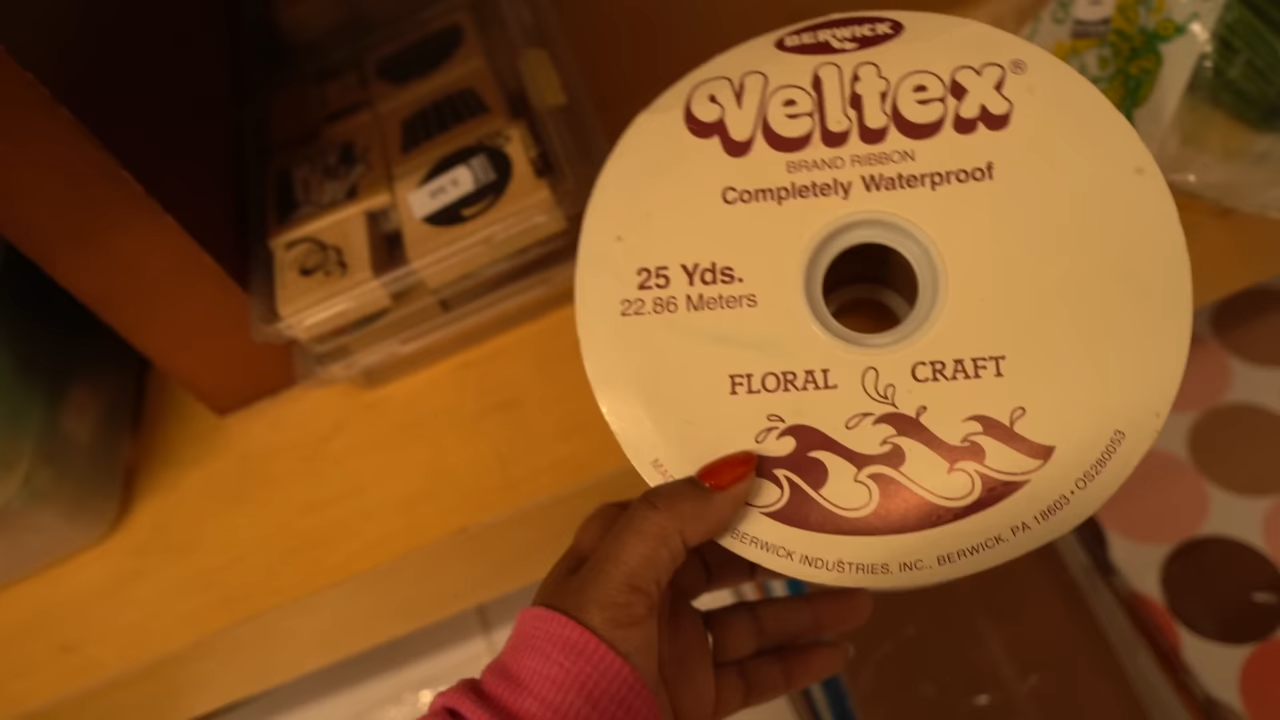 BERWICK
Veltex®
BRAND RIBBON
Completely Waterproof
25 Yds.
22.86 Meters
FLORAL CRAFT
BERWICK INDUSTRIES, INC., BERWICK, PA 18603 • OS280053